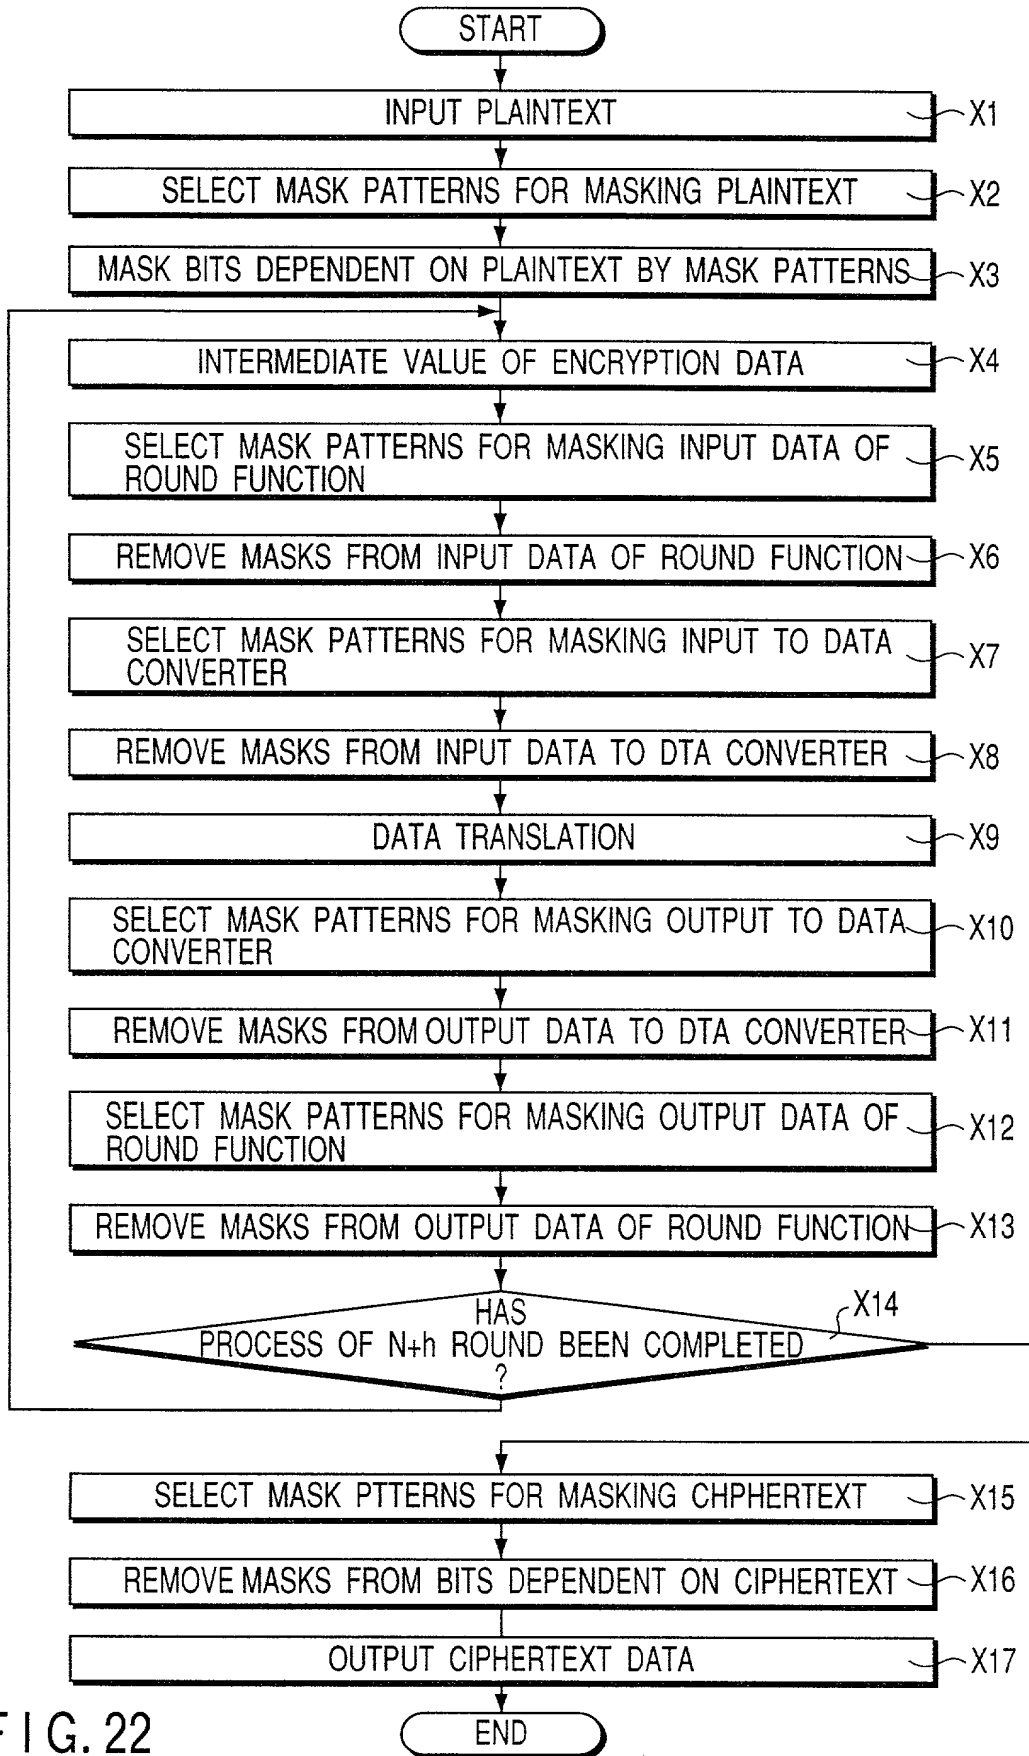 START
INPUT PLAINTEXT
X1
SELECT MASK PATTERNS FOR MASKING PLAINTEXT
X2
MASK BITS DEPENDENT ON PLAINTEXT BY MASK PATTERNS
X3
INTERMEDIATE VALUE OF ENCRYPTION DATA
X4
SELECT MASK PATTERNS FOR MASKING INPUT DATA OF
ROUND FUNCTION
X5
REMOVE MASKS FROM INPUT DATA OF ROUND FUNCTION
X6
SELECT MASK PATTERNS FOR MASKING INPUT TO DATA
CONVERTER
X7
REMOVE MASKS FROM INPUT DATA TO DTA CONVERTER
X8
DATA TRANSLATION
X9
SELECT MASK PATTERNS FOR MASKING OUTPUT TO DATA
CONVERTER
X10
REMOVE MASKS FROM OUTPUT DATA TO DTA CONVERTER
X11
SELECT MASK PATTERNS FOR MASKING OUTPUT DATA OF
ROUND FUNCTION
X12
REMOVE MASKS FROM OUTPUT DATA OF ROUND FUNCTION
X13
HAS
PROCESS OF N+h ROUND BEEN COMPLETED
?
X14
SELECT MASK PTTERNS FOR MASKING CHPHERTEXT
X15
REMOVE MASKS FROM BITS DEPENDENT ON CIPHERTEXT
X16
OUTPUT CIPHERTEXT DATA
X17
END
FIG. 22